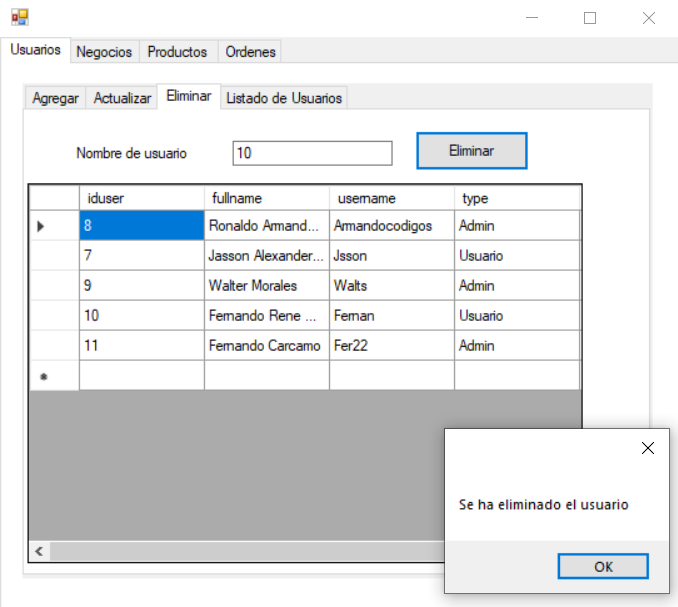 Usuarios Negocios Productos Ordenes
Agregar Actualizar Eliminar Listado de Usuarios
Nombre de usuario 10 Eliminar
iduser fullname username type
8 Ronaldo Armand... Armandocodigos Admin
7 Jasson Alexander... Jsson Usuario
9 Walter Morales Walts Admin
10 Fernando Rene ... Fernan Usuario
11 Fernando Carcamo Fer22 Admin
Se ha eliminado el usuario
OK